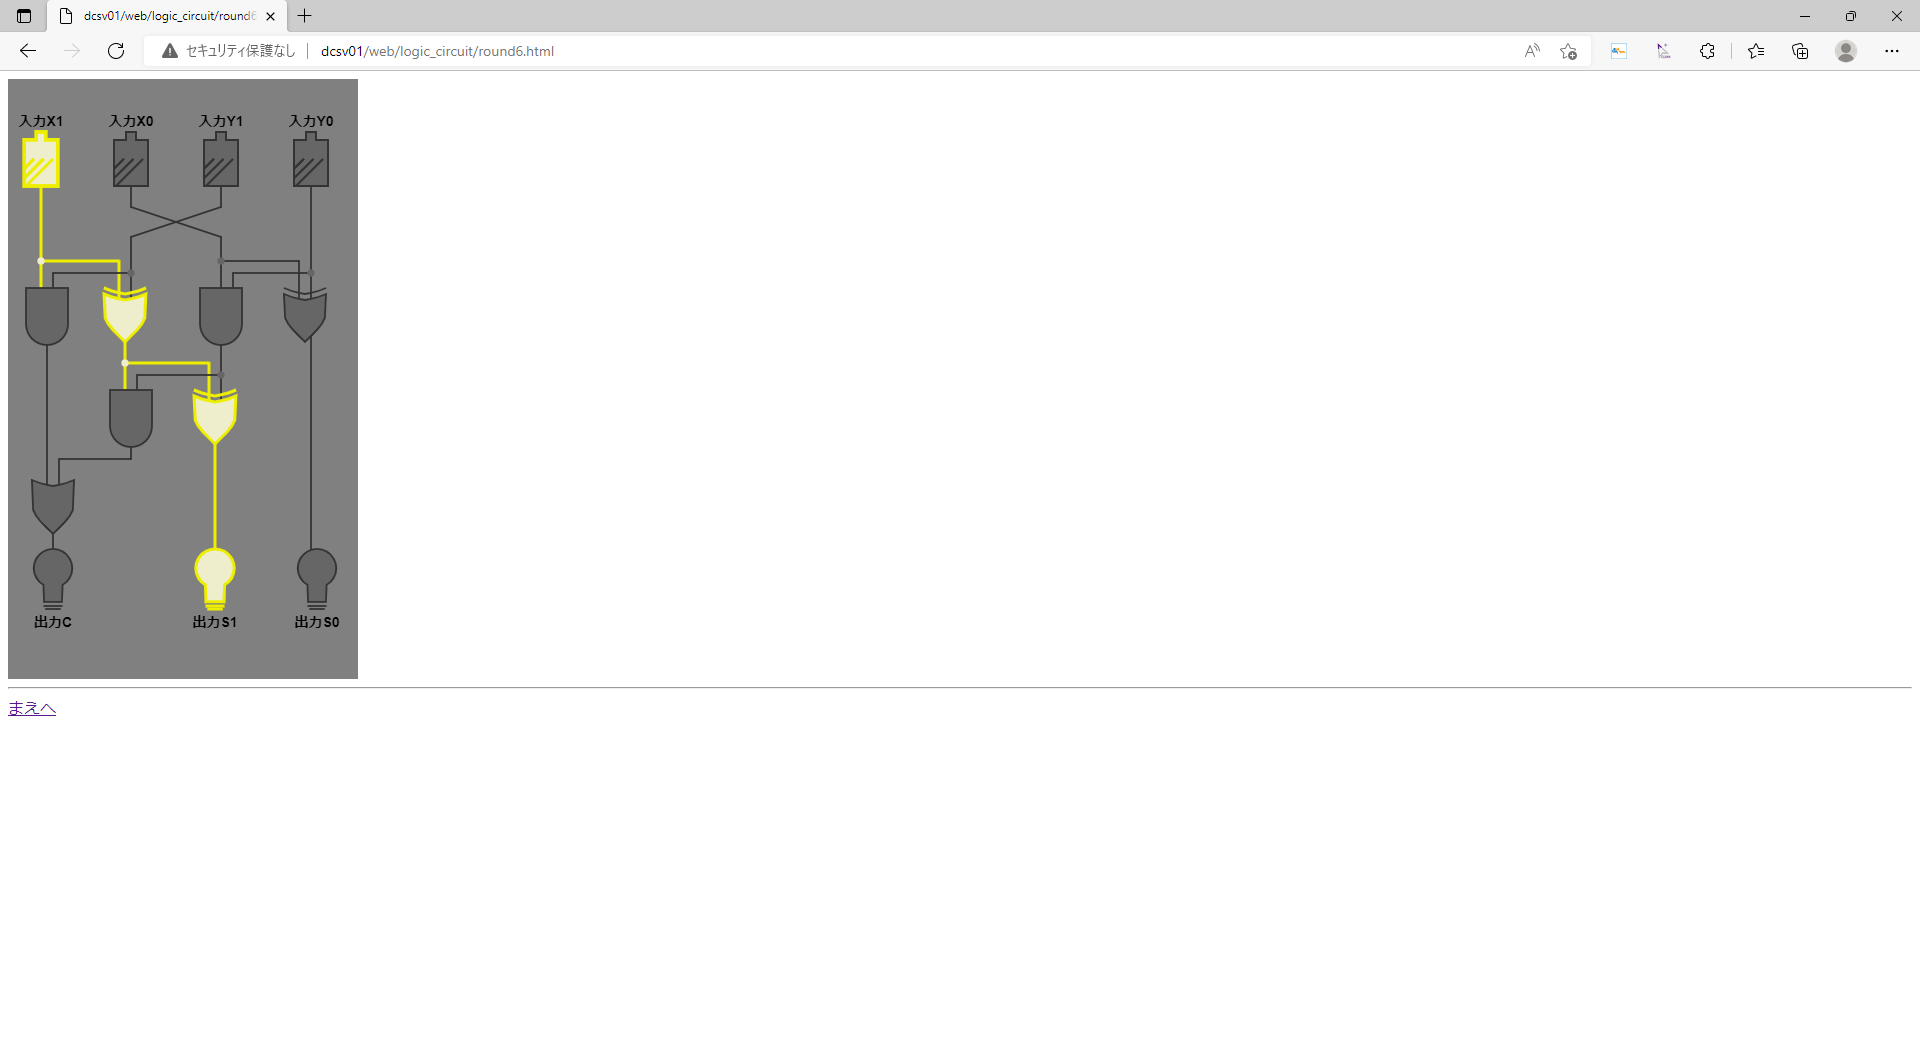 dcsv01/web/logic_circuit/round6
セキュリティ保護なし
dcsv01/web/logic_circuit/round6.html
入力X1 入力X0 入力Y1 入力Y0
出力C 出力S1 出力S0
まえへ